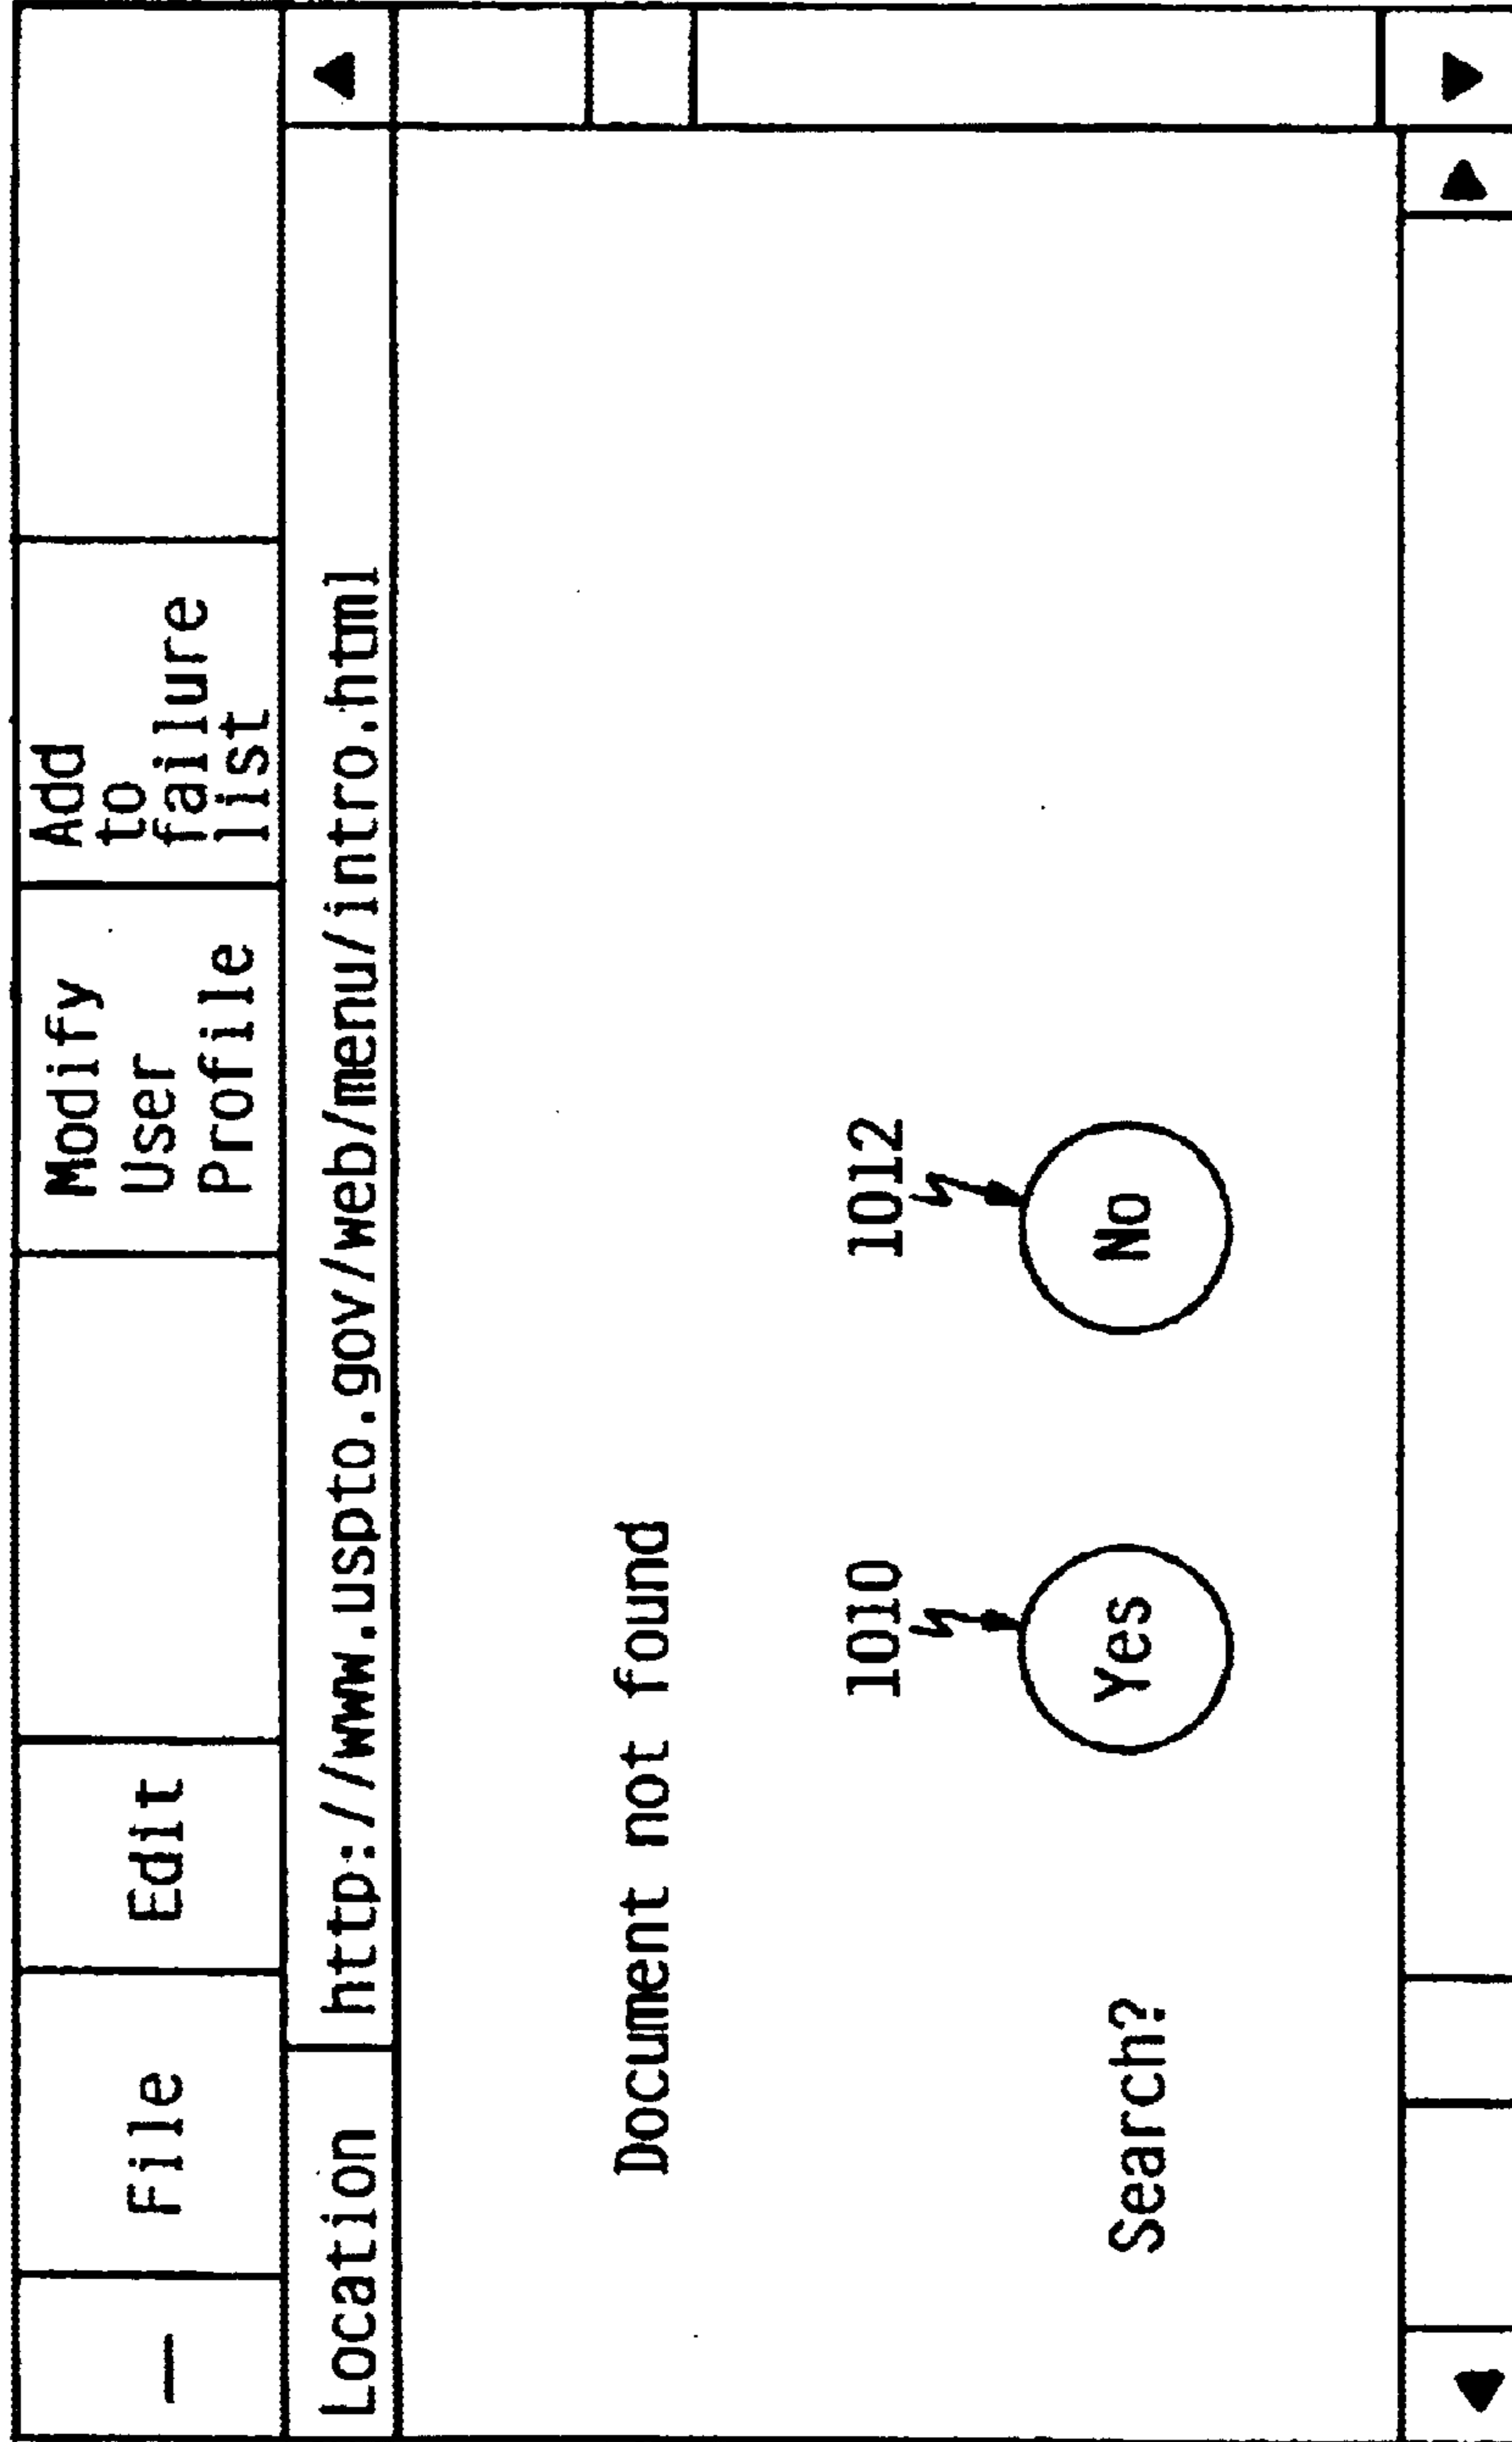 — File Edit Modify User Profile Add to failure list
Location http://www.uspto.gov/web/menu/intro.html
Document not found
1010 1012
Search? Yes No